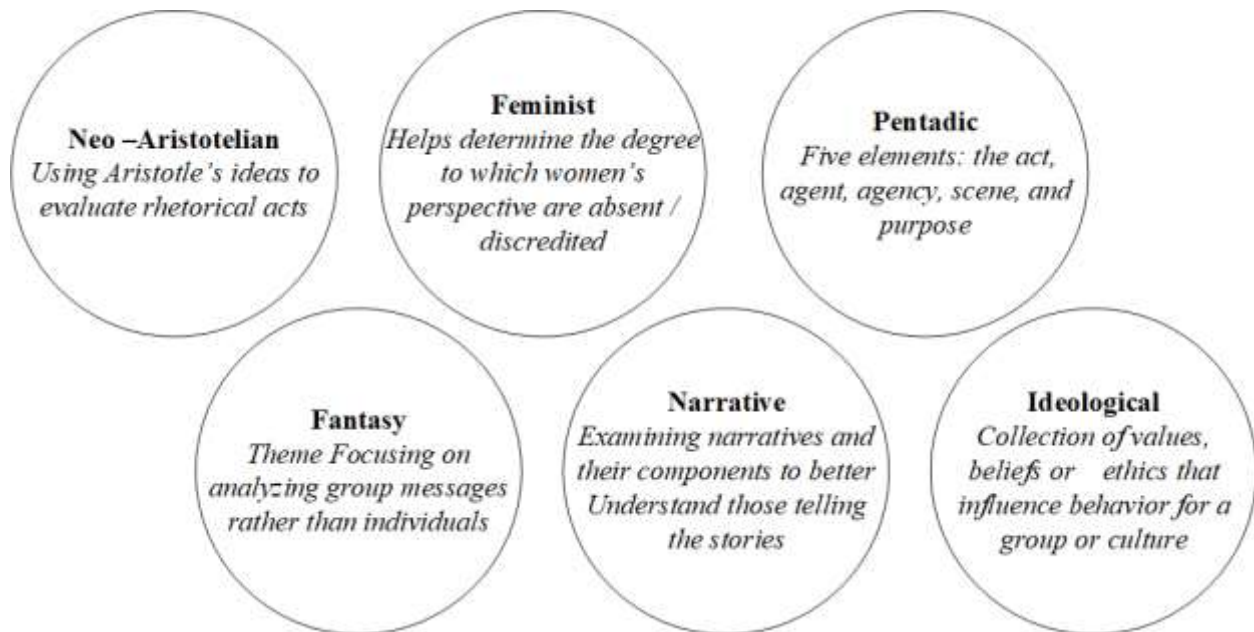 Neo –Aristotelian
Using Aristotle's ideas to
evaluate rhetorical acts
Feminist
Helps determine the degree
to which women's
perspective are absent /
discredited
Pentadic
Five elements: the act,
agent, agency, scene, and
purpose
Fantasy
Theme Focusing on
analyzing group messages
rather than individuals
Narrative
Examining narratives and
their components to better
Understand those telling
the stories
Ideological
Collection of values,
beliefs or ethics that
influence behavior for a
group or culture